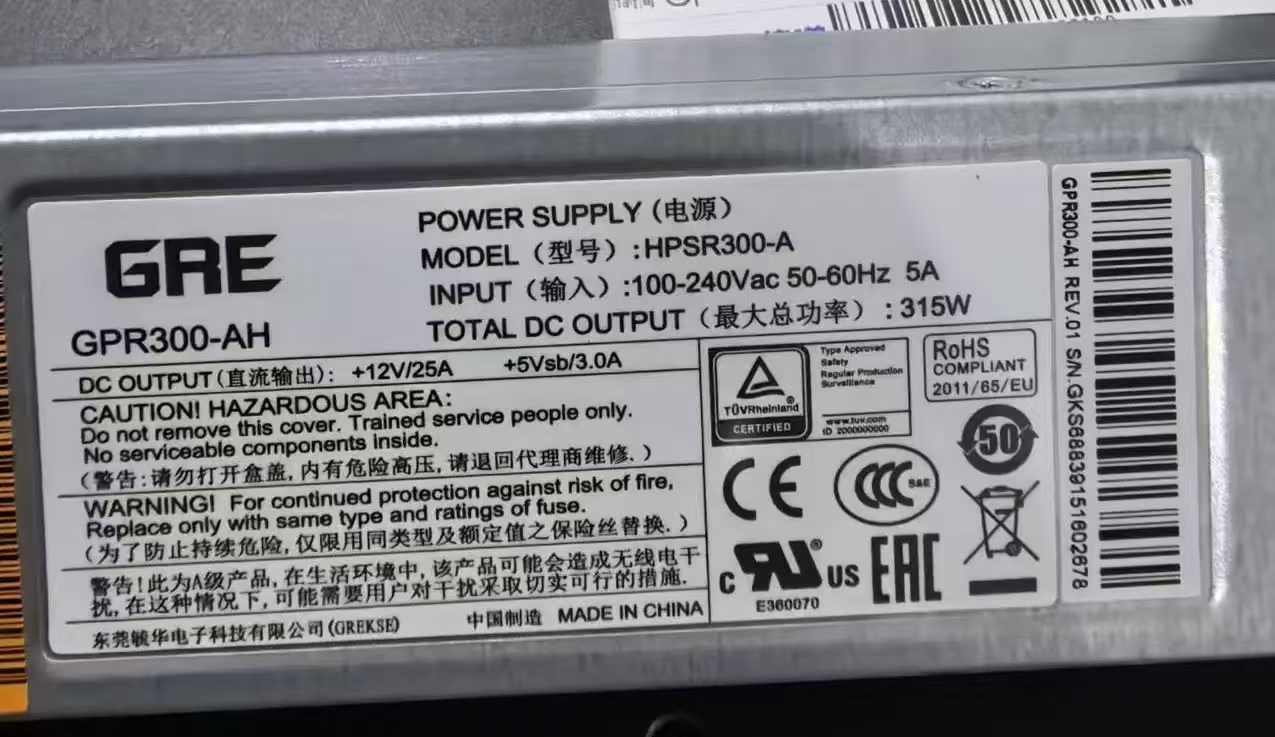 GRE
GPR300-AH
POWER SUPPLY (电源)
MODEL（型号）:HPSR300-A
INPUT（输入）:100-240Vac 50-60Hz 5A
TOTAL DC OUTPUT（最大总功率）: 315W
DC OUTPUT(直流输出): +12V/25A +5Vsb/3.0A
CAUTION! HAZARDOUS AREA:
Do not remove this cover. Trained service people only.
No serviceable components inside.
(警告:请勿打开盒盖,内有危险高压,请退回代理商维修.)
WARNING! For continued protection against risk of fire,
Replace only with same type and ratings of fuse.
(为了防止持续危险,仅限用同类型及额定值之保险丝替换.)
警告!此为A级产品,在生活环境中,该产品可能会造成无线电干
扰,在这种情况下,可能需要用户对干扰采取切实可行的措施.
东莞毓华电子科技有限公司(GREKSE) 中国制造 MADE IN CHINA
TÜVRheinland
CERTIFIED
Type Approved
Safety
Regular Production
Surveillance
www.tuv.com
ID 2000000000
RoHS
COMPLIANT
2011/65/EU
50
CE
CCC S&E
c RU US
E360070
EAC
GPR300-AH REV.01 S/N.GKS68839151602678